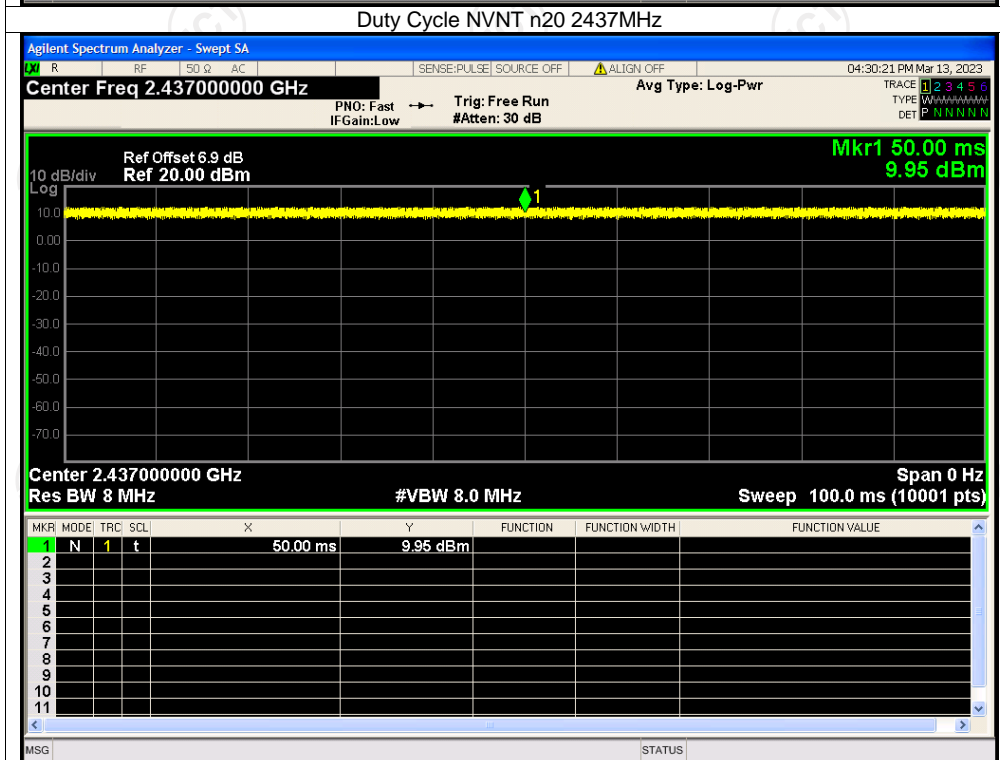 Duty Cycle NVNT n20 2437MHz
Agilent Spectrum Analyzer - Swept SA
LXI R RF 50 Ω AC SENSE:PULSE SOURCE OFF ALIGN OFF 04:30:21 PM Mar 13, 2023
Center Freq 2.437000000 GHz
PNO: Fast
IFGain:Low
Trig: Free Run
#Atten: 30 dB
Avg Type: Log-Pwr
TRACE 1 2 3 4 5 6
TYPE W
DET P N N N N N
Mkr1 50.00 ms
9.95 dBm
Ref Offset 6.9 dB
Ref 20.00 dBm
10 dB/div
Log
1
10.0
0.00
-10.0
-20.0
-30.0
-40.0
-50.0
-60.0
-70.0
Center 2.437000000 GHz Span 0 Hz
Res BW 8 MHz #VBW 8.0 MHz Sweep 100.0 ms (10001 pts)
MKR MODE TRC SCL X Y FUNCTION FUNCTION WIDTH FUNCTION VALUE
1 N 1 t 50.00 ms 9.95 dBm
2
3
4
5
6
7
8
9
10
11
MSG STATUS